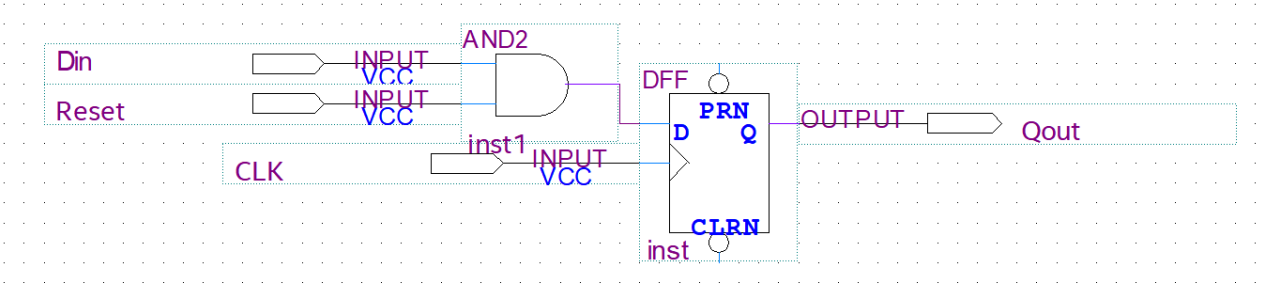 AND2
Din
INPUT
VCC
Reset
INPUT
VCC
inst1
CLK
INPUT
VCC
DFF
PRN
D
Q
CLRN
inst
OUTPUT
Qout